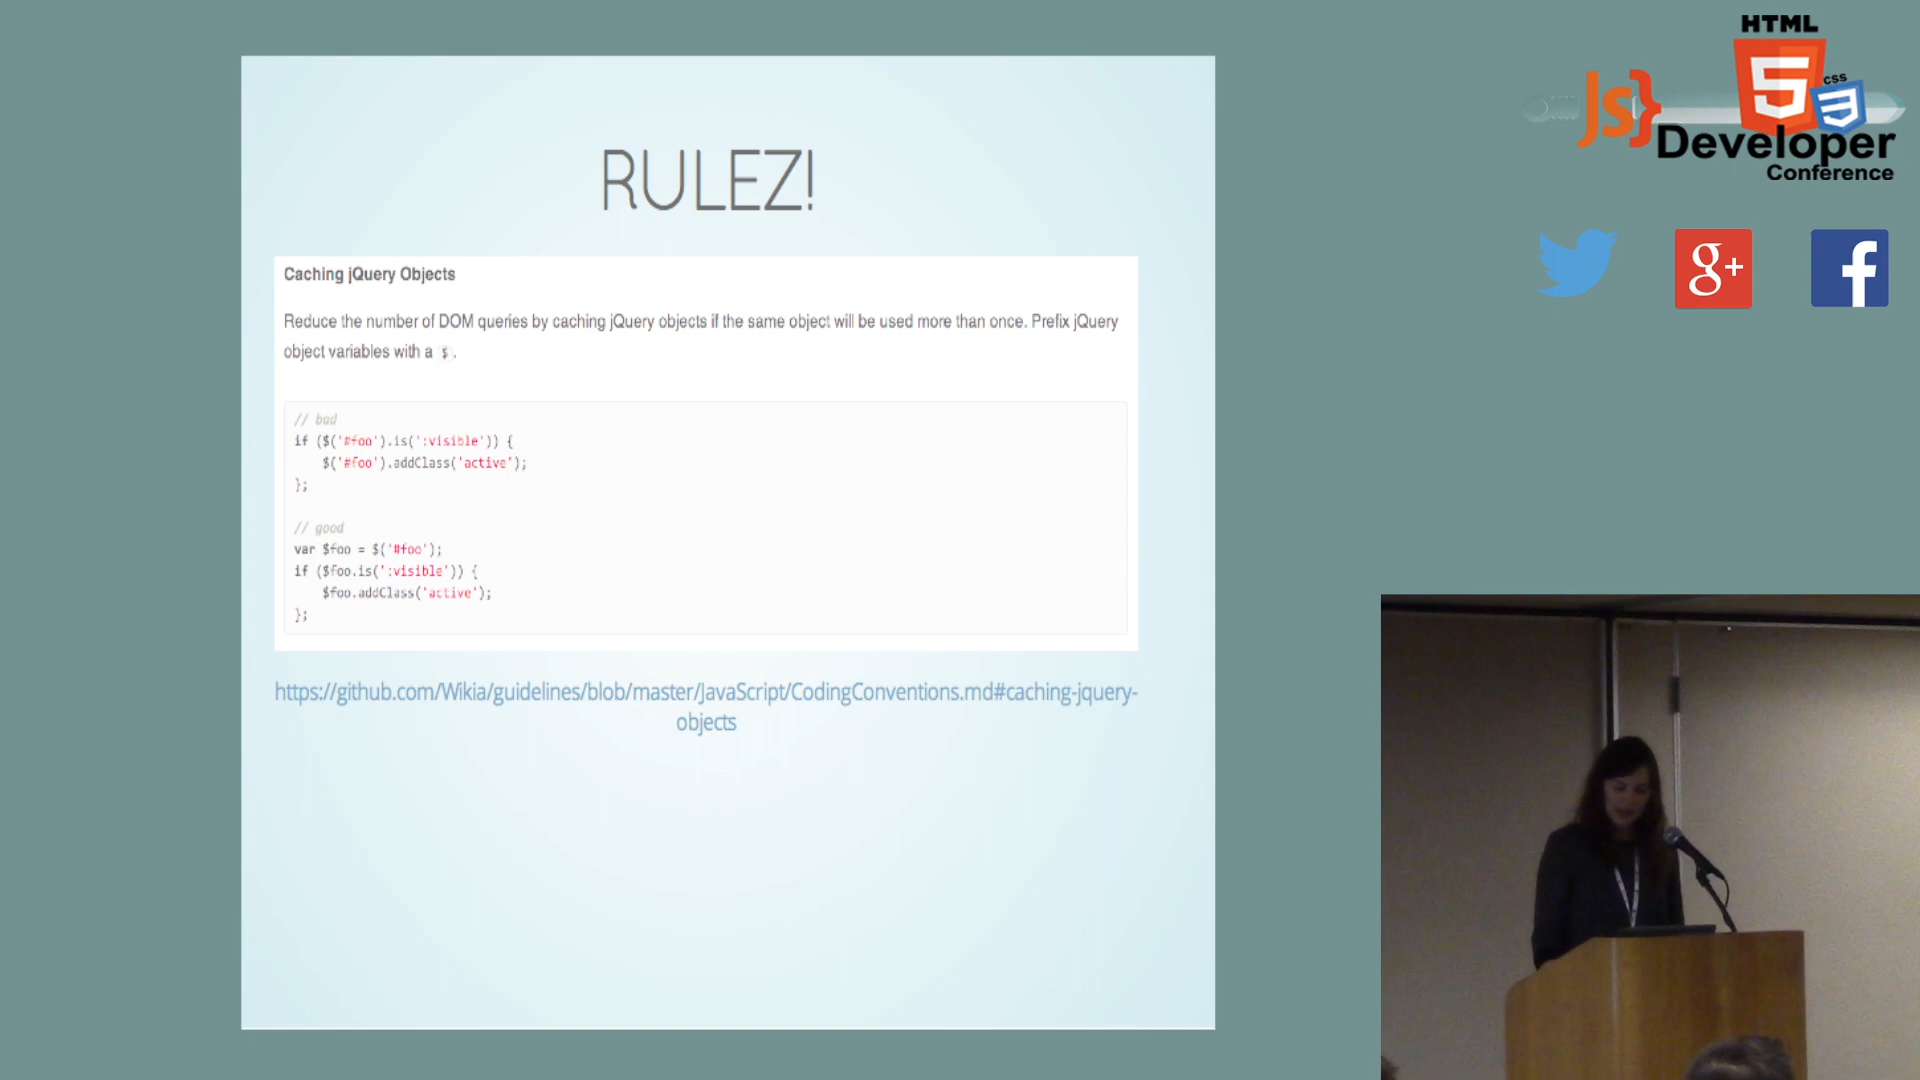 HTML
JS}
5
CSS
3
Developer
Conference
g+
f
RULEZ!
Caching jQuery Objects
Reduce the number of DOM queries by caching jQuery objects if the same object will be used more than once. Prefix jQuery
object variables with a $.
// bad
if ($('#foo').is(':visible')) {
    $('#foo').addClass('active');
};
// good
var $foo = $('#foo');
if ($foo.is(':visible')) {
    $foo.addClass('active');
};
https://github.com/Wikia/guidelines/blob/master/JavaScript/CodingConventions.md#caching-jquery-
objects